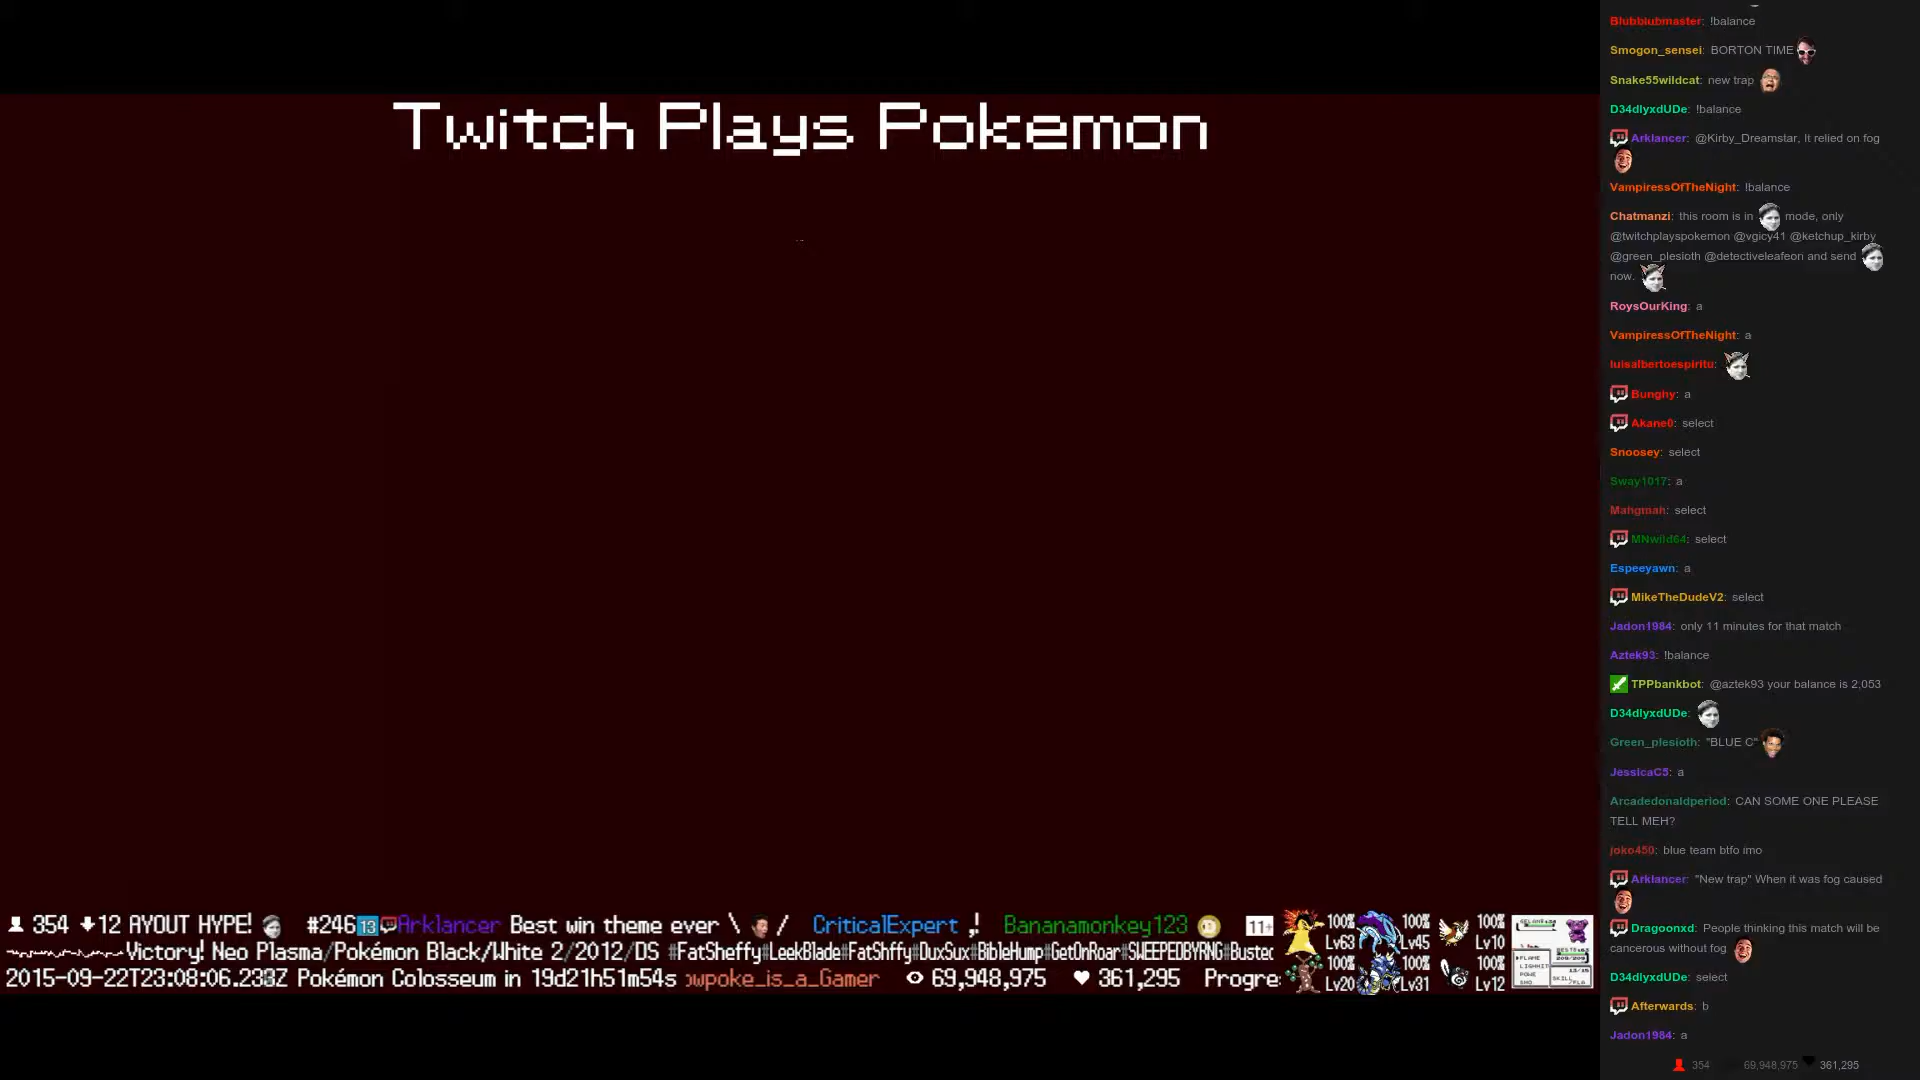 Twitch Plays Pokemon
354 12 AYOUT HYPE! #246 13 Arklancer Best win theme ever \ / CriticalExpert ,! Bananamonkey123 11+
Victory! Neo Plasma/Pokémon Black/White 2/2012/DS #FatSheffy#LeekBlade#FatShffy#DuxSux#BibleHump#GetOnRoar#SWEEPEDBYRNG#Busted
Pokémon Colosseum in 19d21h51m54s wpoke_is_a_Gamer 69,948,975 361,295 Progre
100% 100% 100%
Lv63 Lv45 Lv10
100% 100% 100%
Lv20 Lv31 Lv12
Blubbiubmaster: !balance
Smogon_sensei: BORTON TIME
Snake55wildcat: new trap
D34dlyxdUDe: !balance
Arklancer: @Kirby_Dreamstar, It relied on fog
VampiressOfTheNight: !balance
Chatmanzi: this room is in mode, only
@twitchplayspokemon @vgicy41 @ketchup_kirby
@green_plesioth @detectiveleafeon and send
now.
RoysOurKing: a
VampiressOfTheNight: a
luisalbertoespiritu:
Bunghy: a
Akane0: select
Snoosey: select
Sway1017: a
Mahgmah: select
MNwild64: select
Espeeyawn: a
MikeTheDudeV2: select
Jadon1984: only 11 minutes for that match
Aztek93: !balance
TPPbankbot: @aztek93 your balance is 2,053
D34dlyxdUDe:
Green_plesioth: "BLUE C"
JessicaC5: a
Arcadedonaldperiod: CAN SOME ONE PLEASE
TELL MEH?
joko450: blue team btfo imo
Arklancer: "New trap" When it was fog caused
Dragoonxd: People thinking this match will be
cancerous without fog
D34dlyxdUDe: select
Afterwards: b
Jadon1984: a
354 69,948,975 361,295